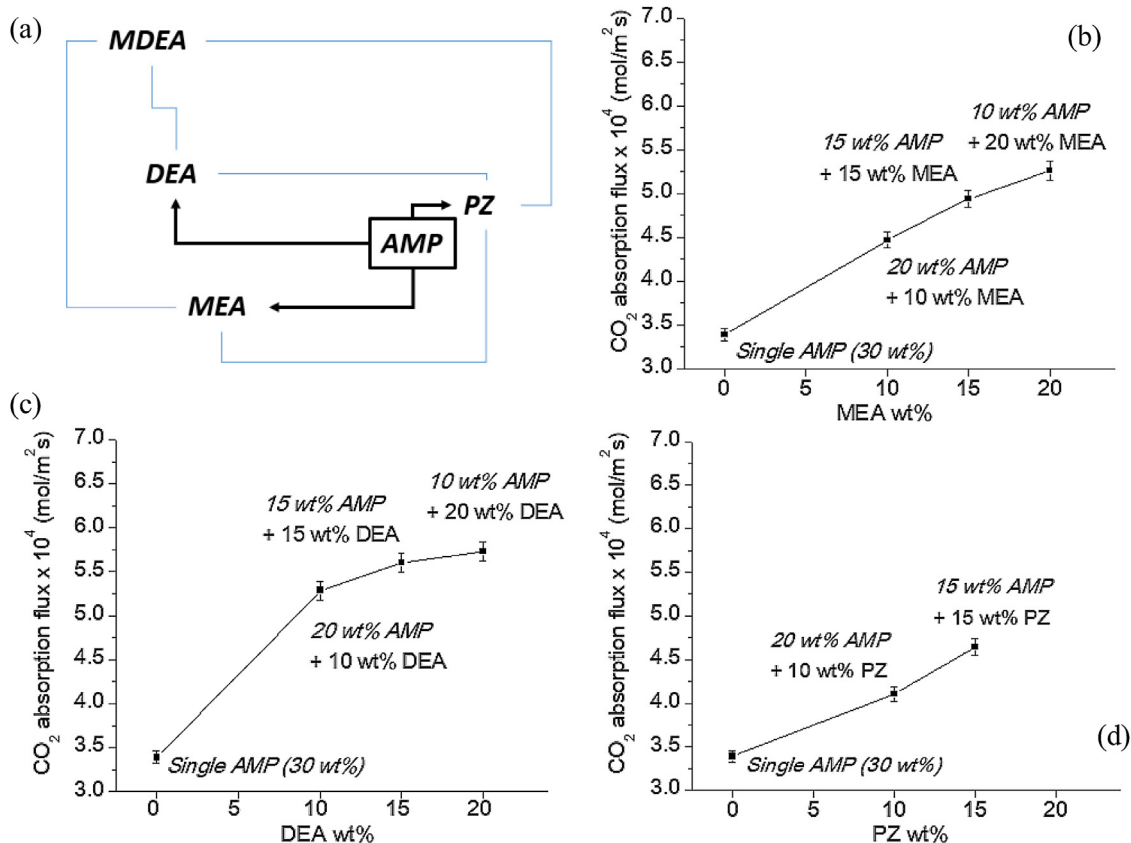 (a)
MDEA
DEA
PZ
AMP
MEA
(b)
CO2 absorption flux x 10^4 (mol/m^2s)
7.0
6.5
6.0
5.5
5.0
4.5
4.0
3.5
3.0
10 wt% AMP
+ 20 wt% MEA
15 wt% AMP
+ 15 wt% MEA
20 wt% AMP
+ 10 wt% MEA
Single AMP (30 wt%)
0 5 10 15 20
MEA wt%
(c)
CO2 absorption flux x 10^4 (mol/m^2s)
7.0
6.5
6.0
5.5
5.0
4.5
4.0
3.5
3.0
10 wt% AMP
+ 20 wt% DEA
15 wt% AMP
+ 15 wt% DEA
20 wt% AMP
+ 10 wt% DEA
Single AMP (30 wt%)
0 5 10 15 20
DEA wt%
CO2 absorption flux x 10^4 (mol/m^2s)
7.0
6.5
6.0
5.5
5.0
4.5
4.0
3.5
3.0
15 wt% AMP
+ 15 wt% PZ
20 wt% AMP
+ 10 wt% PZ
(d)
Single AMP (30 wt%)
0 5 10 15 20
PZ wt%